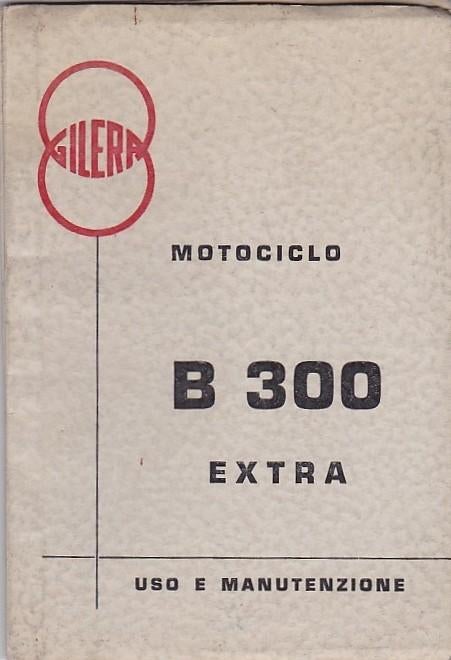 GILERA
MOTOCICLO
B 300
EXTRA
USO E MANUTENZIONE